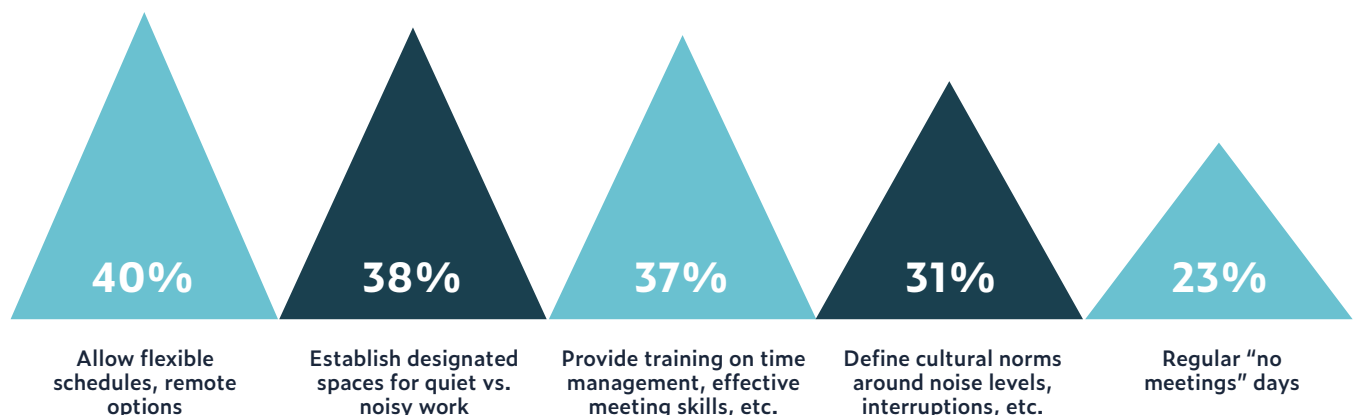 40%
38%
37%
31%
23%
Allow flexible
schedules, remote
options
Establish designated
spaces for quiet vs.
noisy work
Provide training on time
management, effective
meeting skills, etc.
Define cultural norms
around noise levels,
interruptions, etc.
Regular “no
meetings” days